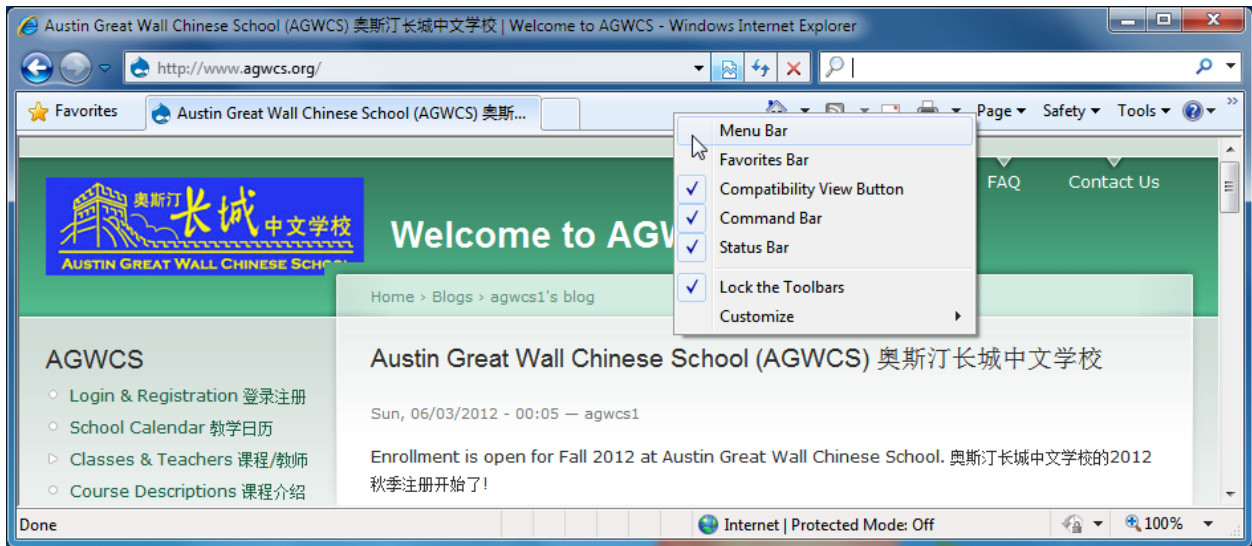 Austin Great Wall Chinese School (AGWCS) 奥斯汀长城中文学校 | Welcome to AGWCS - Windows Internet Explorer
http://www.agwcs.org/
Favorites
Austin Great Wall Chinese School (AGWCS) 奥斯...
Page
Safety
Tools
Menu Bar
Favorites Bar
Compatibility View Button
Command Bar
Status Bar
Lock the Toolbars
Customize
FAQ
Contact Us
奥斯汀 长城 中文学校
AUSTIN GREAT WALL CHINESE
Welcome to
Home › Blogs › agwcs1's blog
AGWCS
Login & Registration 登录注册
School Calendar 教学日历
Classes & Teachers 课程/教师
Course Descriptions 课程介绍
Austin Great Wall Chinese School (AGWCS) 奥斯汀长城中文学校
Sun, 06/03/2012 - 00:05 — agwcs1
Enrollment is open for Fall 2012 at Austin Great Wall Chinese School. 奥斯汀长城中文学校的2012
秋季注册开始了!
Done
Internet | Protected Mode: Off
100%